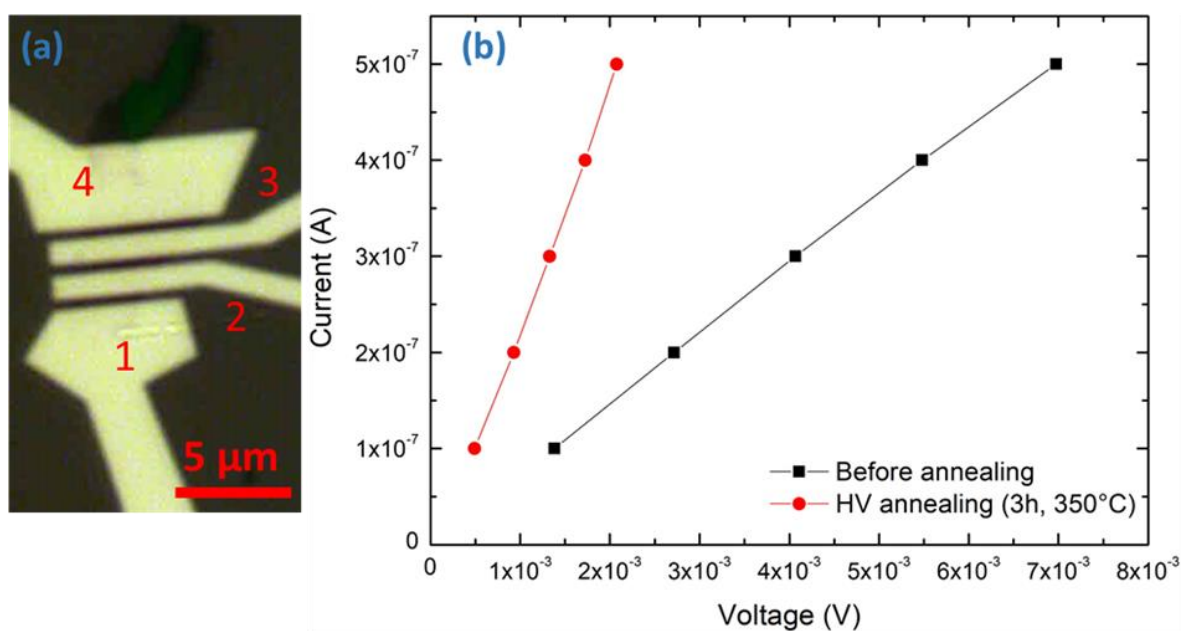 (a)
4
3
2
1
5 µm
(b)
Current (A)
5x10⁻⁷
4x10⁻⁷
3x10⁻⁷
2x10⁻⁷
1x10⁻⁷
0
Before annealing
HV annealing (3h, 350°C)
0 1x10⁻³ 2x10⁻³ 3x10⁻³ 4x10⁻³ 5x10⁻³ 6x10⁻³ 7x10⁻³ 8x10⁻³
Voltage (V)